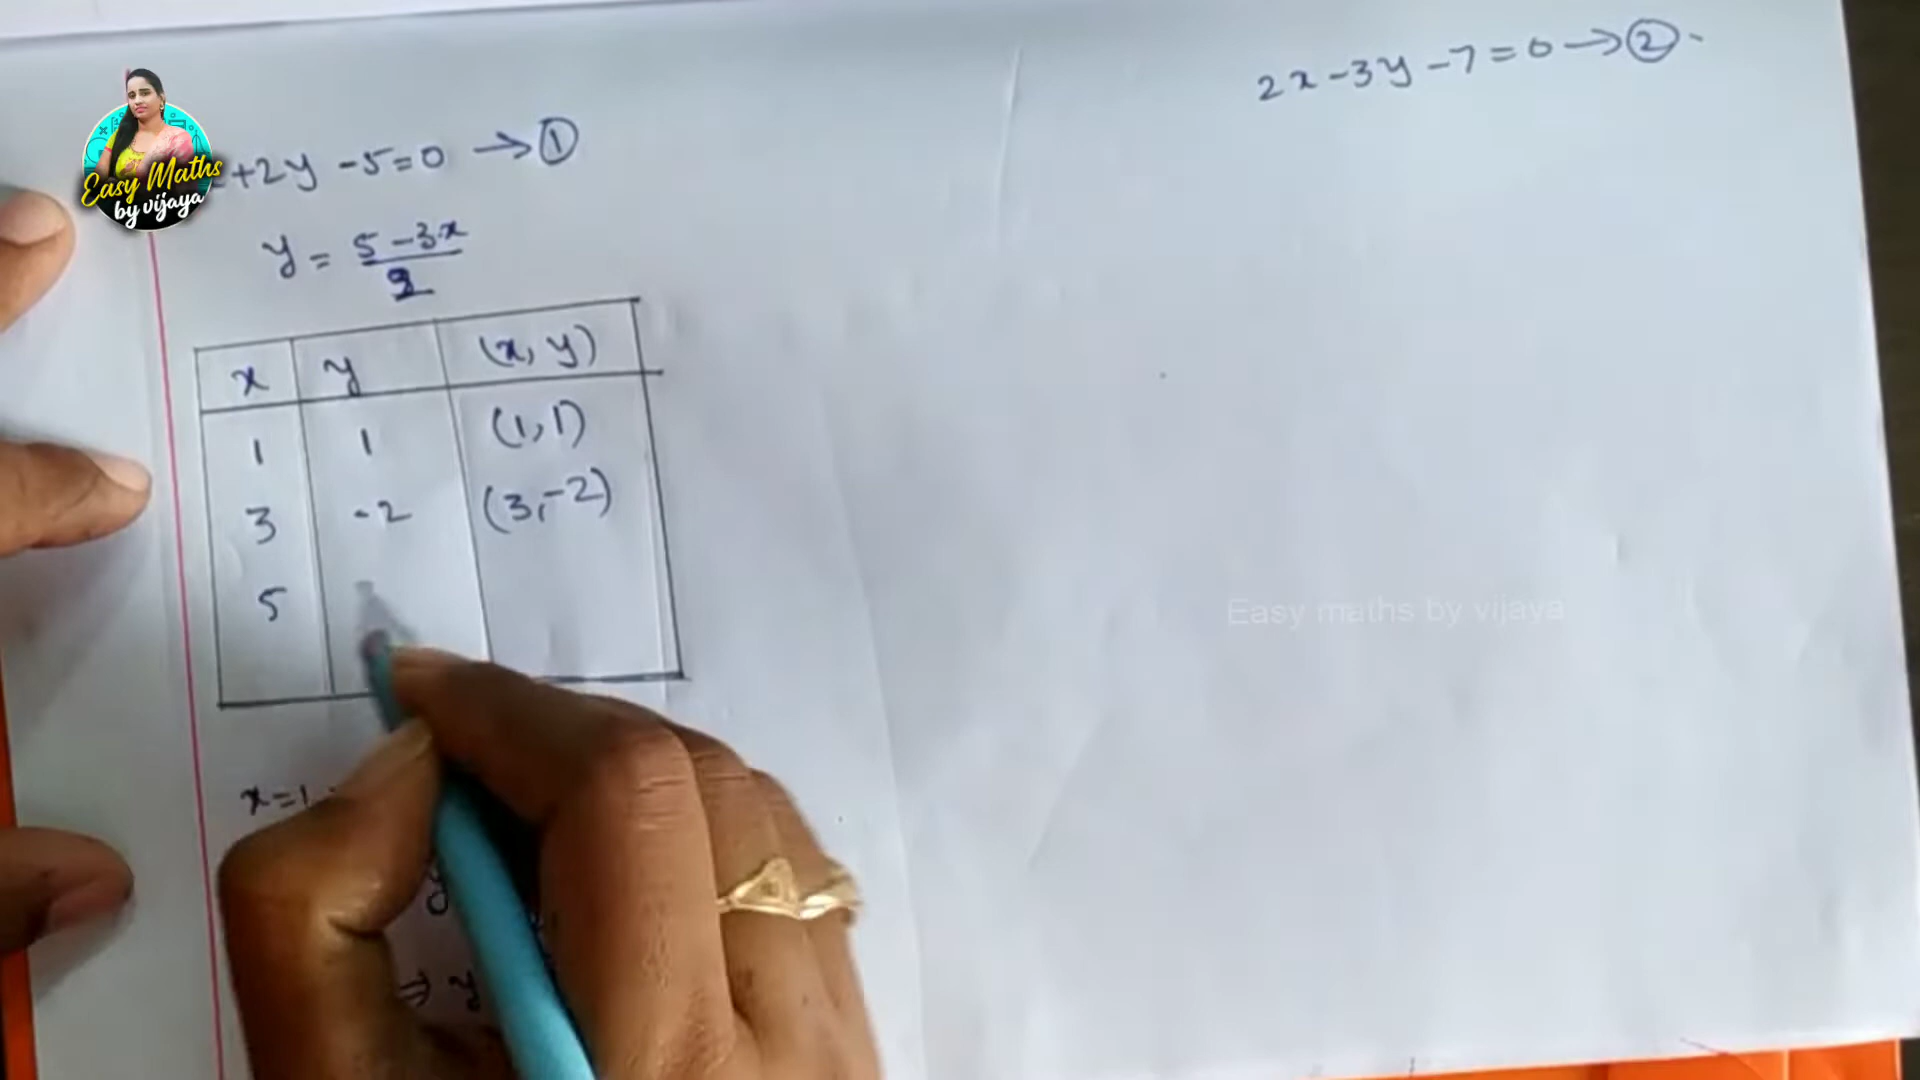 Easy Maths
by vijaya
+2y -5=0 → ①
2x -3y -7=0 → ②
y = 5-3x
2
x y (x, y)
1 1 (1,1)
3 -2 (3,-2)
5
x=1
⇒ y
Easy maths by vijaya